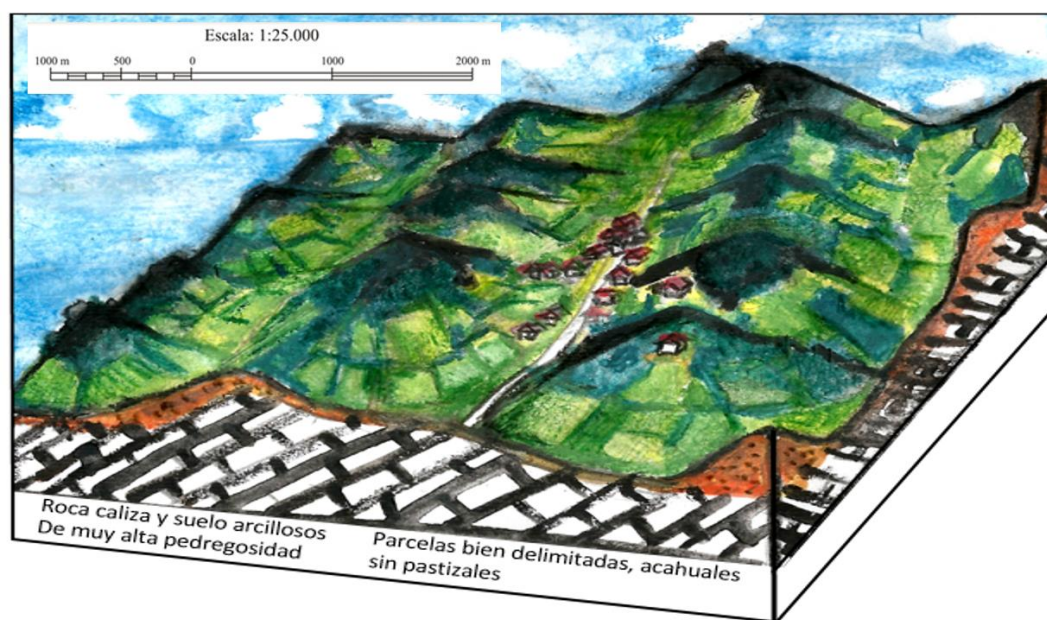 Escala: 1:25.000
1000 m 500 0 1000 2000 m
Roca caliza y suelo arcillosos
De muy alta pedregosidad
Parcelas bien delimitadas, acahuales
sin pastizales